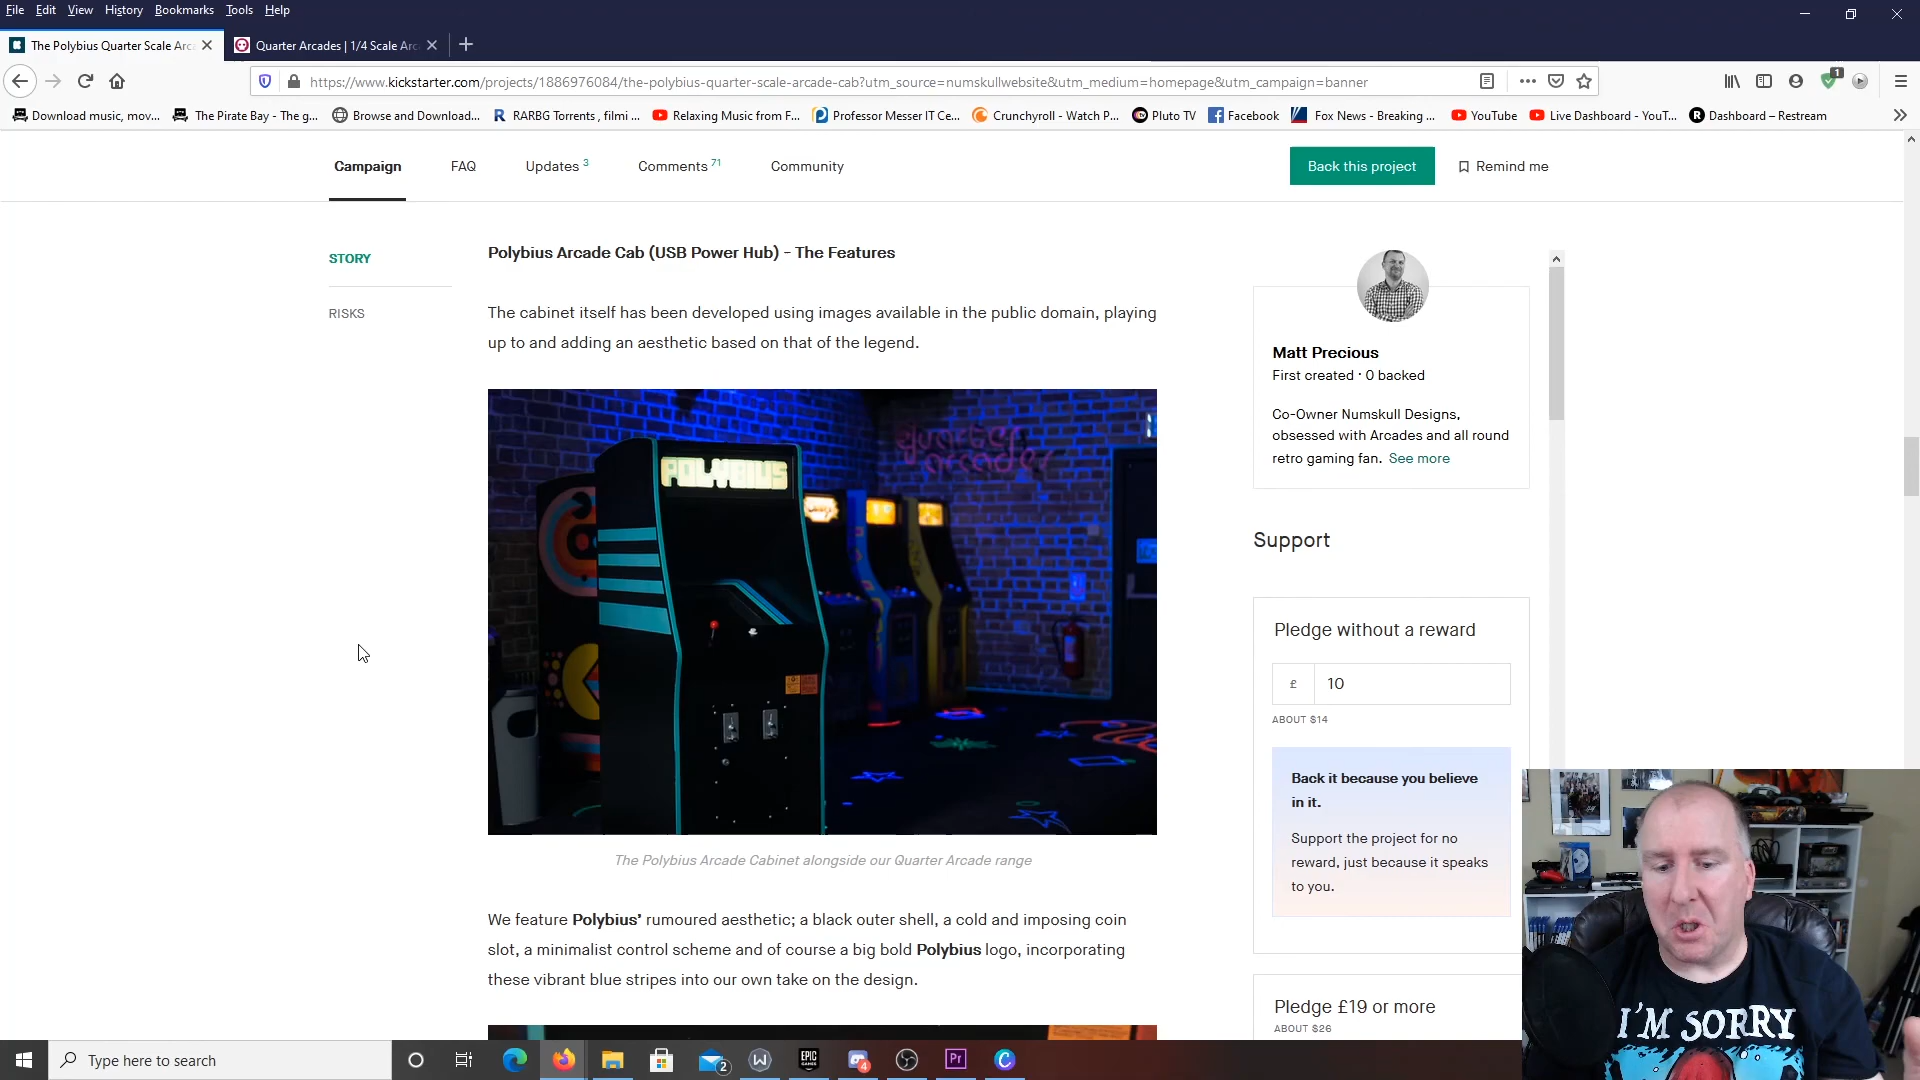 File Edit View History Bookmarks Tools Help
The Polybius Quarter Scale Arc
Quarter Arcades | 1/4 Scale Arc
https://www.kickstarter.com/projects/1886976084/the-polybius-quarter-scale-arcade-cab?utm_source=numskullwebsite&utm_medium=homepage&utm_campaign=banner
1
Download music, mov... The Pirate Bay - The g... Browse and Download... RARBG Torrents , filmi ... Relaxing Music from F... Professor Messer IT Ce... Crunchyroll - Watch P... Pluto TV Facebook Fox News - Breaking ... YouTube Live Dashboard - YouT... Dashboard – Restream
Campaign FAQ Updates 3 Comments 71 Community Back this project Remind me
STORY
RISKS
Polybius Arcade Cab (USB Power Hub) - The Features
The cabinet itself has been developed using images available in the public domain, playing
up to and adding an aesthetic based on that of the legend.
POLYBIUS
quarter
arcades
The Polybius Arcade Cabinet alongside our Quarter Arcade range
We feature Polybius’ rumoured aesthetic; a black outer shell, a cold and imposing coin
slot, a minimalist control scheme and of course a big bold Polybius logo, incorporating
these vibrant blue stripes into our own take on the design.
Matt Precious
First created · 0 backed
Co-Owner Numskull Designs,
obsessed with Arcades and all round
retro gaming fan. See more
Support
Pledge without a reward
£ 10
ABOUT $14
Back it because you believe
in it.
Support the project for no
reward, just because it speaks
to you.
Pledge £19 or more
ABOUT $26
I'M SORRY
Type here to search
2
EPIC
GAMES
4
Pr